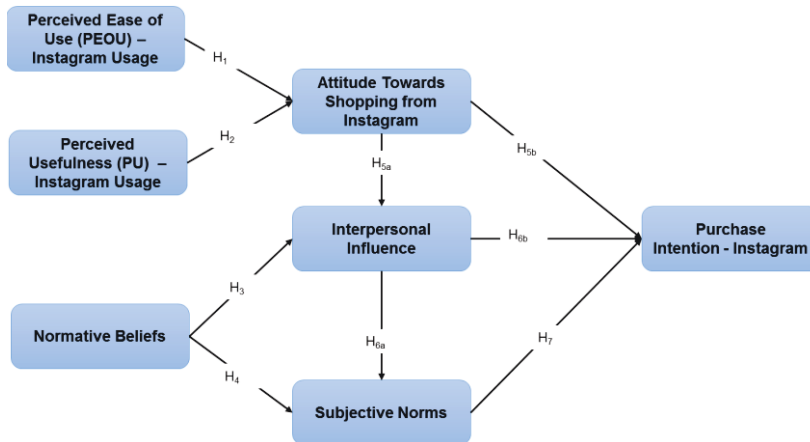 Perceived Ease of
Use (PEOU) –
Instagram Usage
H₁
Attitude Towards
Shopping from
Instagram
H₂
Perceived
Usefulness (PU) –
Instagram Usage
H₅ₐ
H₅b
Interpersonal
Influence
H₆b
Purchase
Intention - Instagram
H₃
Normative Beliefs
H₆ₐ
H₇
H₄
Subjective Norms